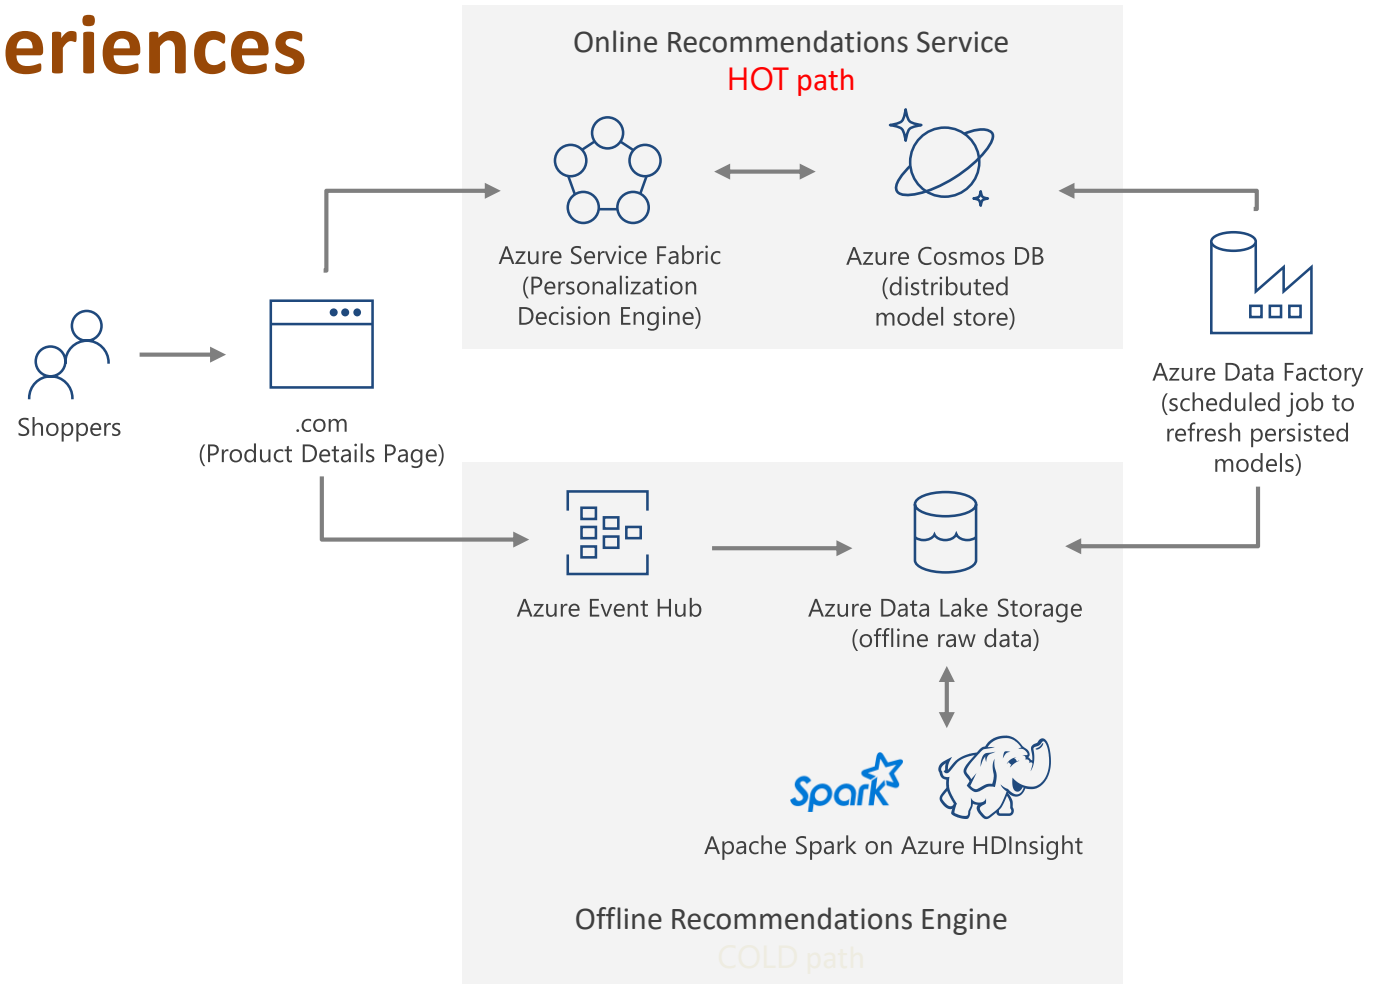 eriences
Online Recommendations Service
HOT path
Azure Service Fabric
(Personalization
Decision Engine)
Azure Cosmos DB
(distributed
model store)
Shoppers
.com
(Product Details Page)
Azure Data Factory
(scheduled job to
refresh persisted
models)
Azure Event Hub
Azure Data Lake Storage
(offline raw data)
Spark
Apache Spark on Azure HDInsight
Offline Recommendations Engine
COLD path